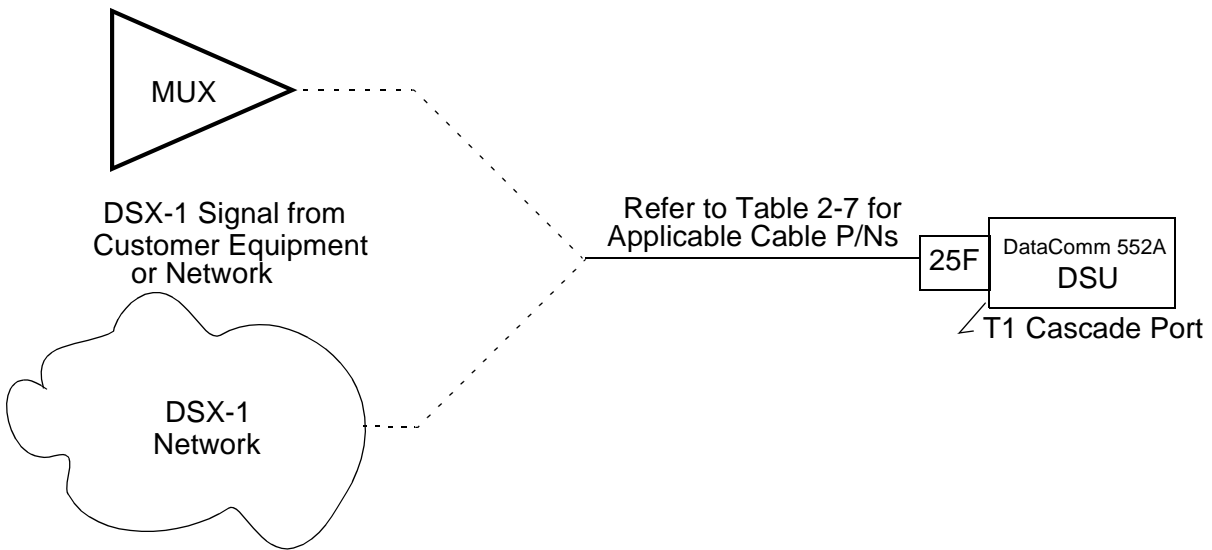 MUX
DSX-1 Signal from
Customer Equipment
or Network
DSX-1
Network
Refer to Table 2-7 for
Applicable Cable P/Ns
25F
DataComm 552A
DSU
T1 Cascade Port